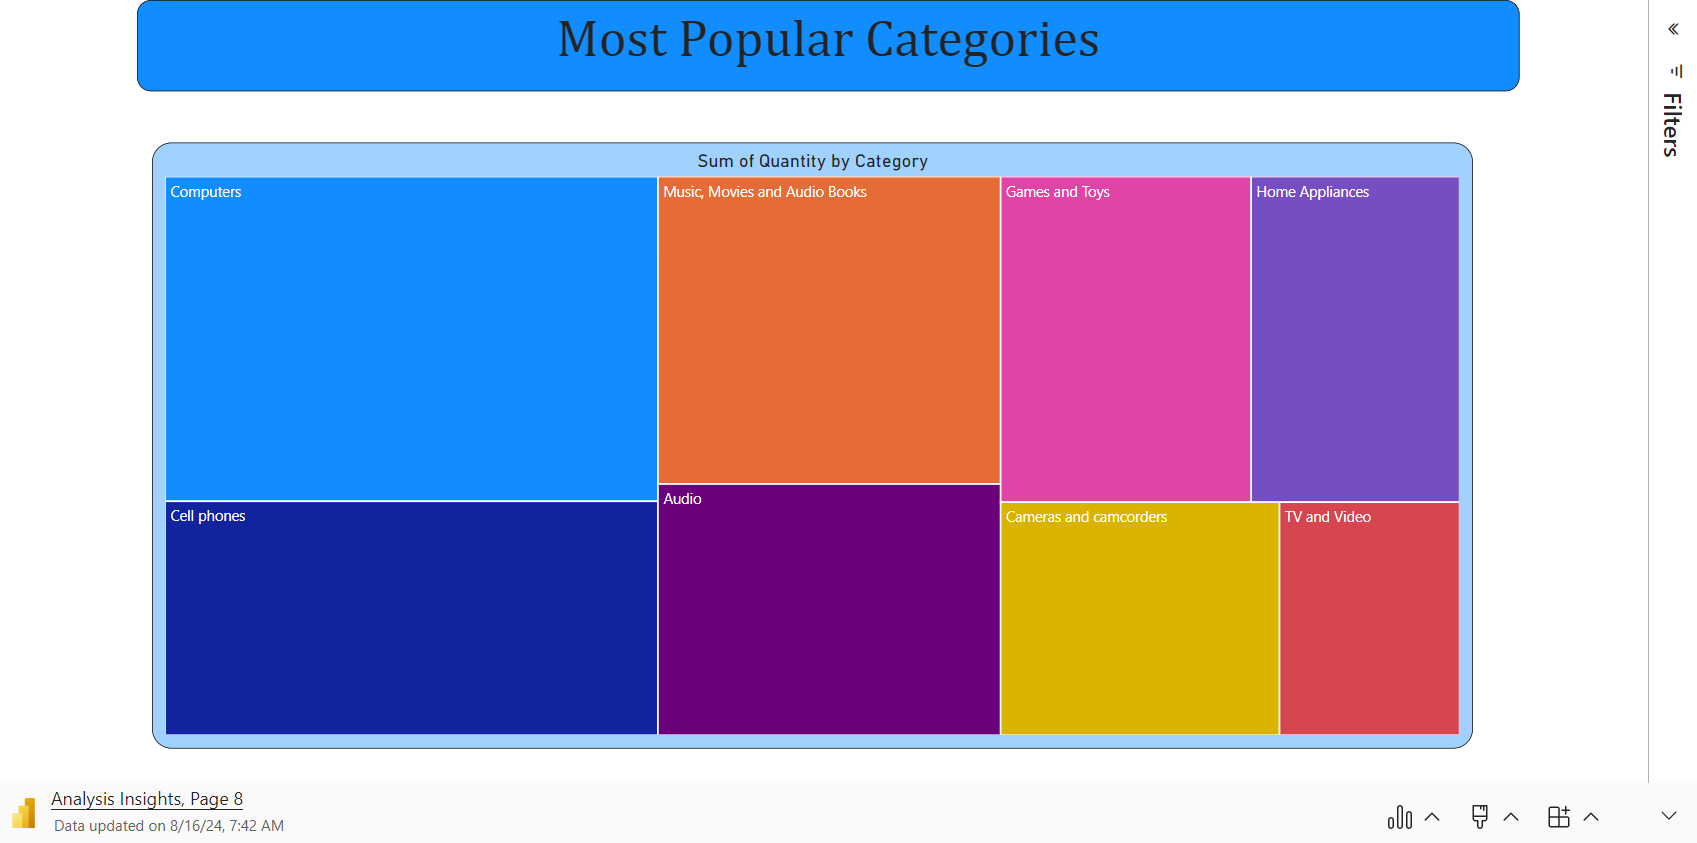 Most Popular Categories
Filters
Sum of Quantity by Category
Computers
Music, Movies and Audio Books
Games and Toys
Home Appliances
Audio
Cell phones
Cameras and camcorders
TV and Video
Analysis Insights, Page 8
Data updated on 8/16/24, 7:42 AM